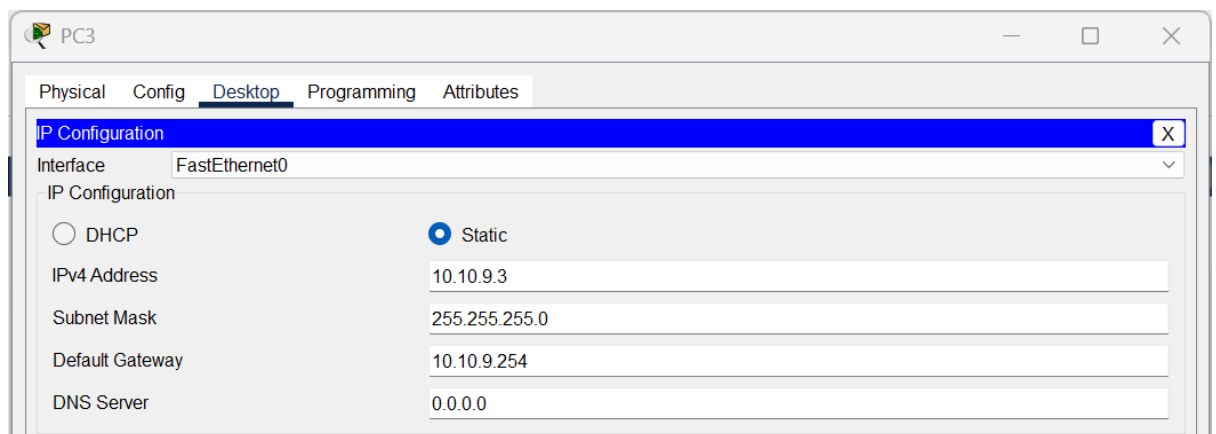 PC3
Physical Config Desktop Programming Attributes
IP Configuration X
Interface FastEthernet0
IP Configuration
DHCP Static
IPv4 Address 10.10.9.3
Subnet Mask 255.255.255.0
Default Gateway 10.10.9.254
DNS Server 0.0.0.0